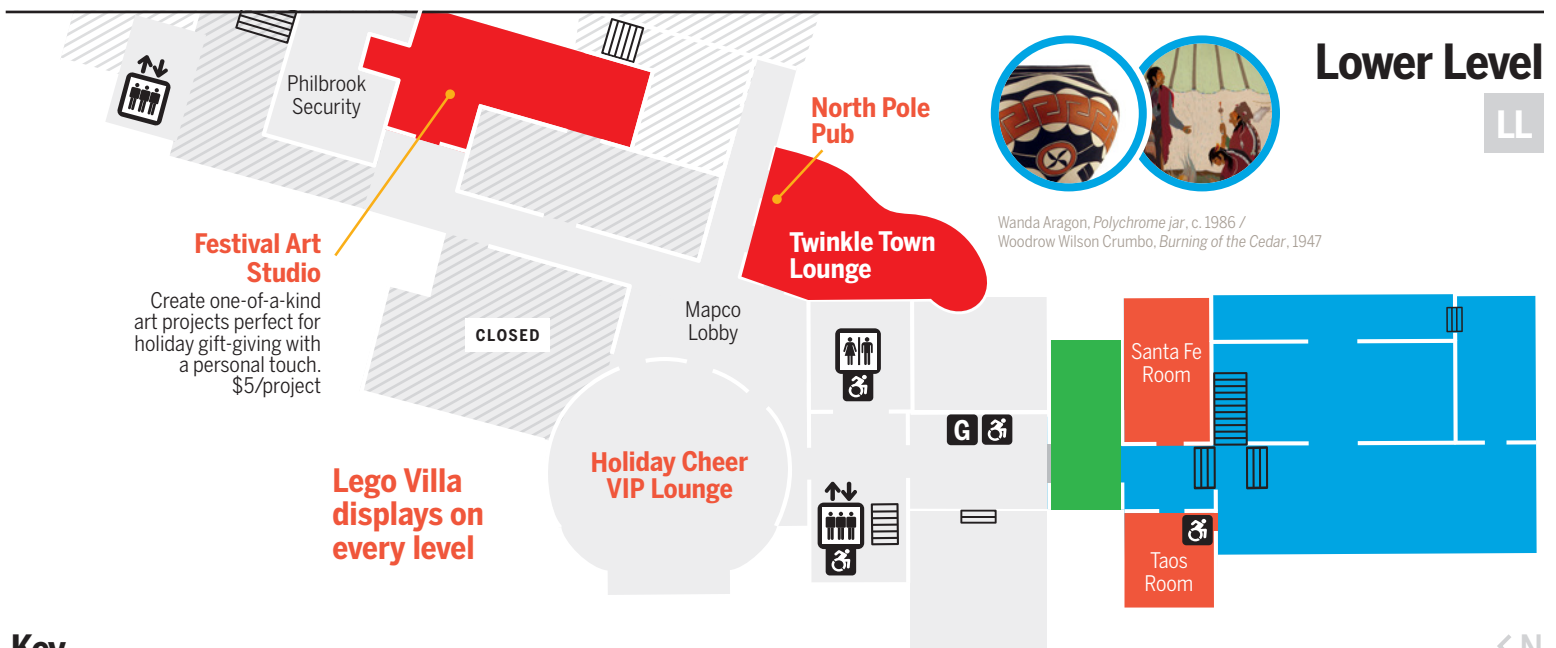 Lower Level
LL
Philbrook
Security
North Pole
Pub
Wanda Aragon, Polychrome jar, c. 1986 /
Woodrow Wilson Crumbo, Burning of the Cedar, 1947
Festival Art
Studio
Create one-of-a-kind
art projects perfect for
holiday gift-giving with
a personal touch.
$5/project
Twinkle Town
Lounge
Mapco
Lobby
CLOSED
Santa Fe
Room
G
Holiday Cheer
VIP Lounge
Lego Villa
displays on
every level
Taos
Room
Key
< N